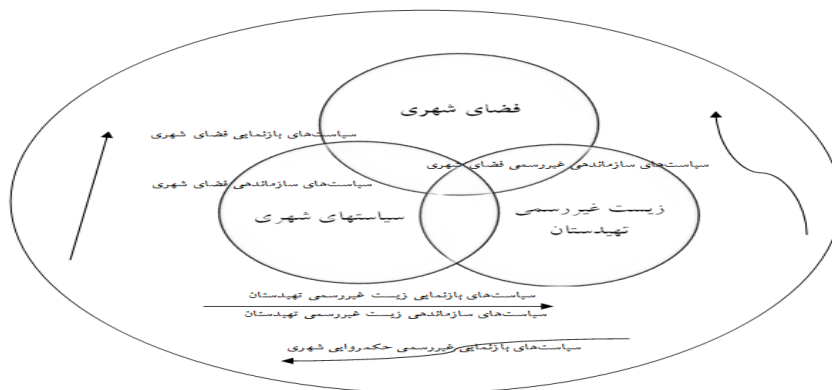 فضای شهری
سیاست‌های بازنمایی فضای شهری
سیاست‌های سازماندهی غیررسمی فضای شهری
سیاست‌های سازماندهی فضای شهری
زیست غیررسمی
تهیدستان
سیاستهای شهری
سیاست‌های بازنمایی زیست غیررسمی تهیدستان
سیاست‌های سازماندهی زیست غیررسمی تهیدستان
سیاست‌های بازنمایی غیررسمی حکمروایی شهری